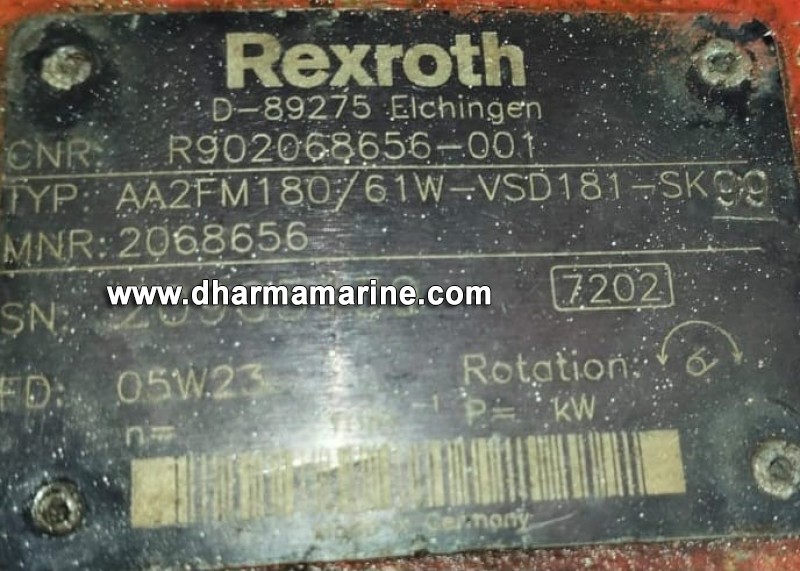 Rexroth
D-89275 Elchingen
CNR: R902068656-001
TYP: AA2FM180/61W-VSD181-SK99
MNR: 2068656
www.dharmamarine.com
SN: 7202
FD: 05W23 Rotation:
n= -1 P= kW
Germany